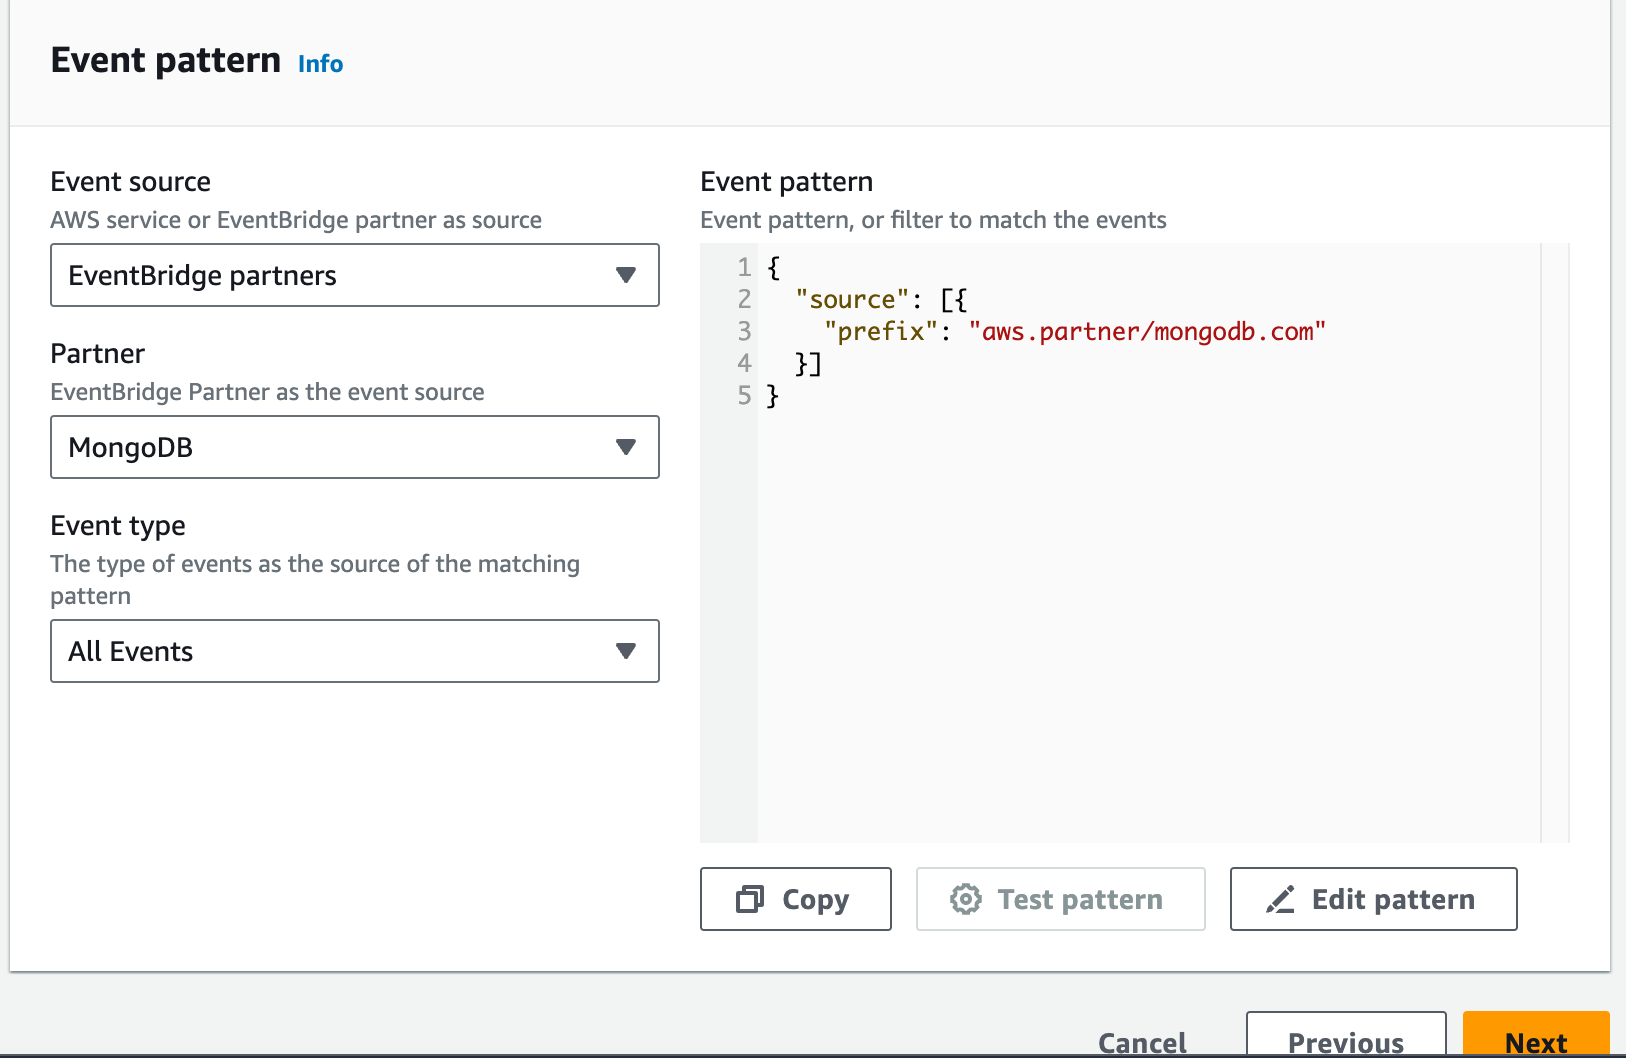 Event pattern Info
Event source
AWS service or EventBridge partner as source
EventBridge partners
Partner
EventBridge Partner as the event source
MongoDB
Event type
The type of events as the source of the matching
pattern
All Events
Event pattern
Event pattern, or filter to match the events
1 {
2   "source": [{
3     "prefix": "aws.partner/mongodb.com"
4   }]
5 }
Copy
Test pattern
Edit pattern
Cancel
Previous
Next